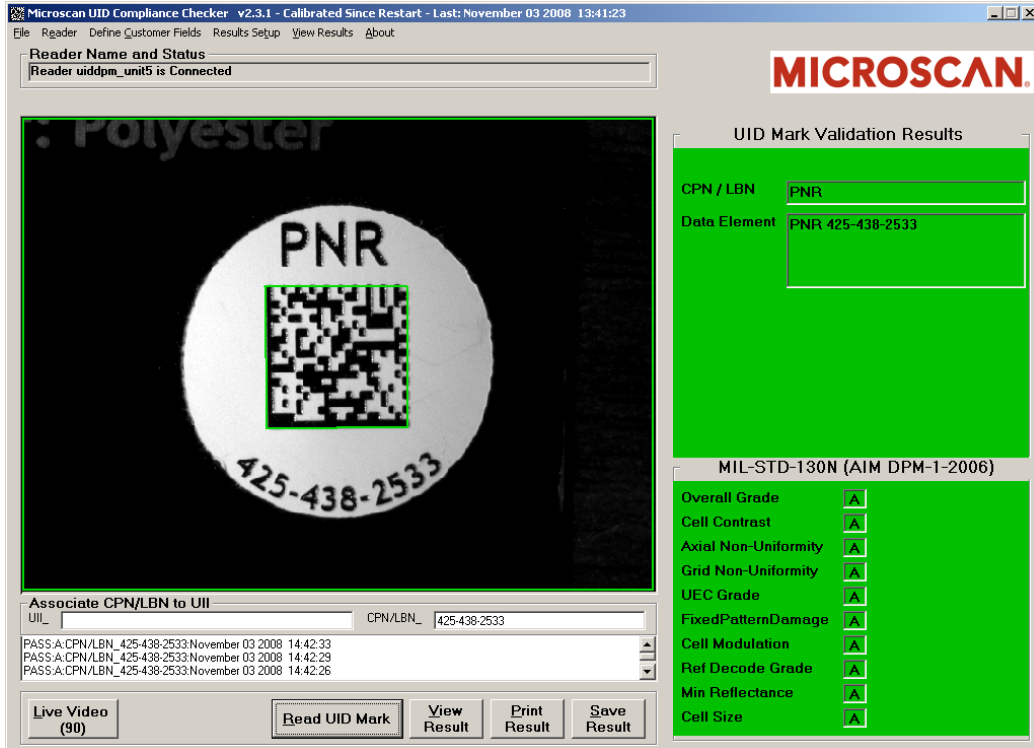 Microscan UID Compliance Checker v2.3.1 - Calibrated Since Restart - Last: November 03 2008 13:41:23
File Reader Define Customer Fields Results Setup View Results About
Reader Name and Status
Reader uiddpm_unit5 is Connected
MICROSCAN.
: Polyester
PNR
425-438-2533
UID Mark Validation Results
CPN / LBN PNR
Data Element PNR 425-438-2533
MIL-STD-130N (AIM DPM-1-2006)
Overall Grade A
Cell Contrast A
Axial Non-Uniformity A
Grid Non-Uniformity A
UEC Grade A
FixedPatternDamage A
Cell Modulation A
Ref Decode Grade A
Min Reflectance A
Cell Size A
Associate CPN/LBN to UII
UII_ CPN/LBN_ 425-438-2533
PASS:A:CPN/LBN_425-438-2533:November 03 2008 14:42:33
PASS:A:CPN/LBN_425-438-2533:November 03 2008 14:42:29
PASS:A:CPN/LBN_425-438-2533:November 03 2008 14:42:26
Live Video
(90)
Read UID Mark
View
Result
Print
Result
Save
Result